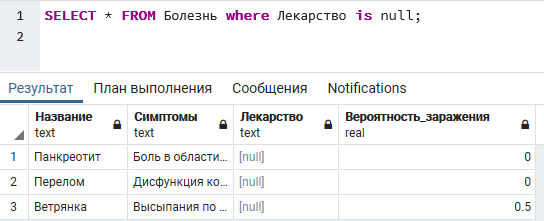 1 SELECT * FROM Болезнь where Лекарство is null;
2
Результат План выполнения Сообщения Notifications
Название Симптомы Лекарство Вероятность_заражения
text text text real
1 Панкреотит Боль в области... [null] 0
2 Перелом Дисфункция ко... [null] 0
3 Ветрянка Высыпания по ... [null] 0.5